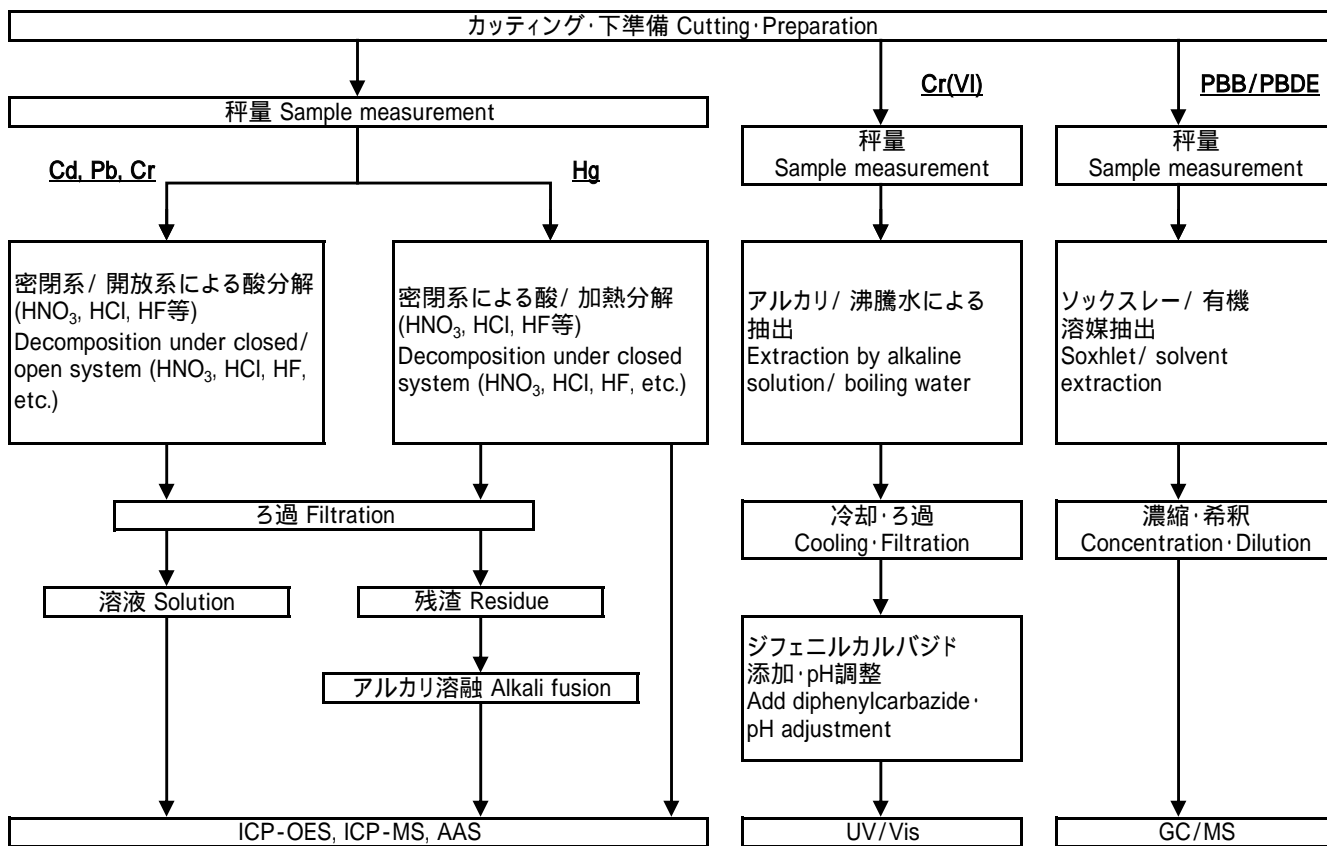 カッティング･下準備 Cutting･Preparation
Cr(VI)
PBB/PBDE
秤量 Sample measurement
Cd, Pb, Cr
Hg
秤量
Sample measurement
秤量
Sample measurement
密閉系/ 開放系による酸分解
(HNO₃, HCl, HF等)
Decomposition under closed/
open system (HNO₃, HCl, HF,
etc.)
密閉系による酸/ 加熱分解
(HNO₃, HCl, HF等)
Decomposition under closed
system (HNO₃, HCl, HF, etc.)
アルカリ/ 沸騰水による
抽出
Extraction by alkaline
solution/ boiling water
ソックスレー/ 有機
溶媒抽出
Soxhlet/ solvent
extraction
ろ過 Filtration
冷却･ろ過
Cooling･Filtration
濃縮･希釈
Concentration･Dilution
溶液 Solution
残渣 Residue
アルカリ溶融 Alkali fusion
ジフェニルカルバジド
添加･pH調整
Add diphenylcarbazide･
pH adjustment
ICP-OES, ICP-MS, AAS
UV/Vis
GC/MS